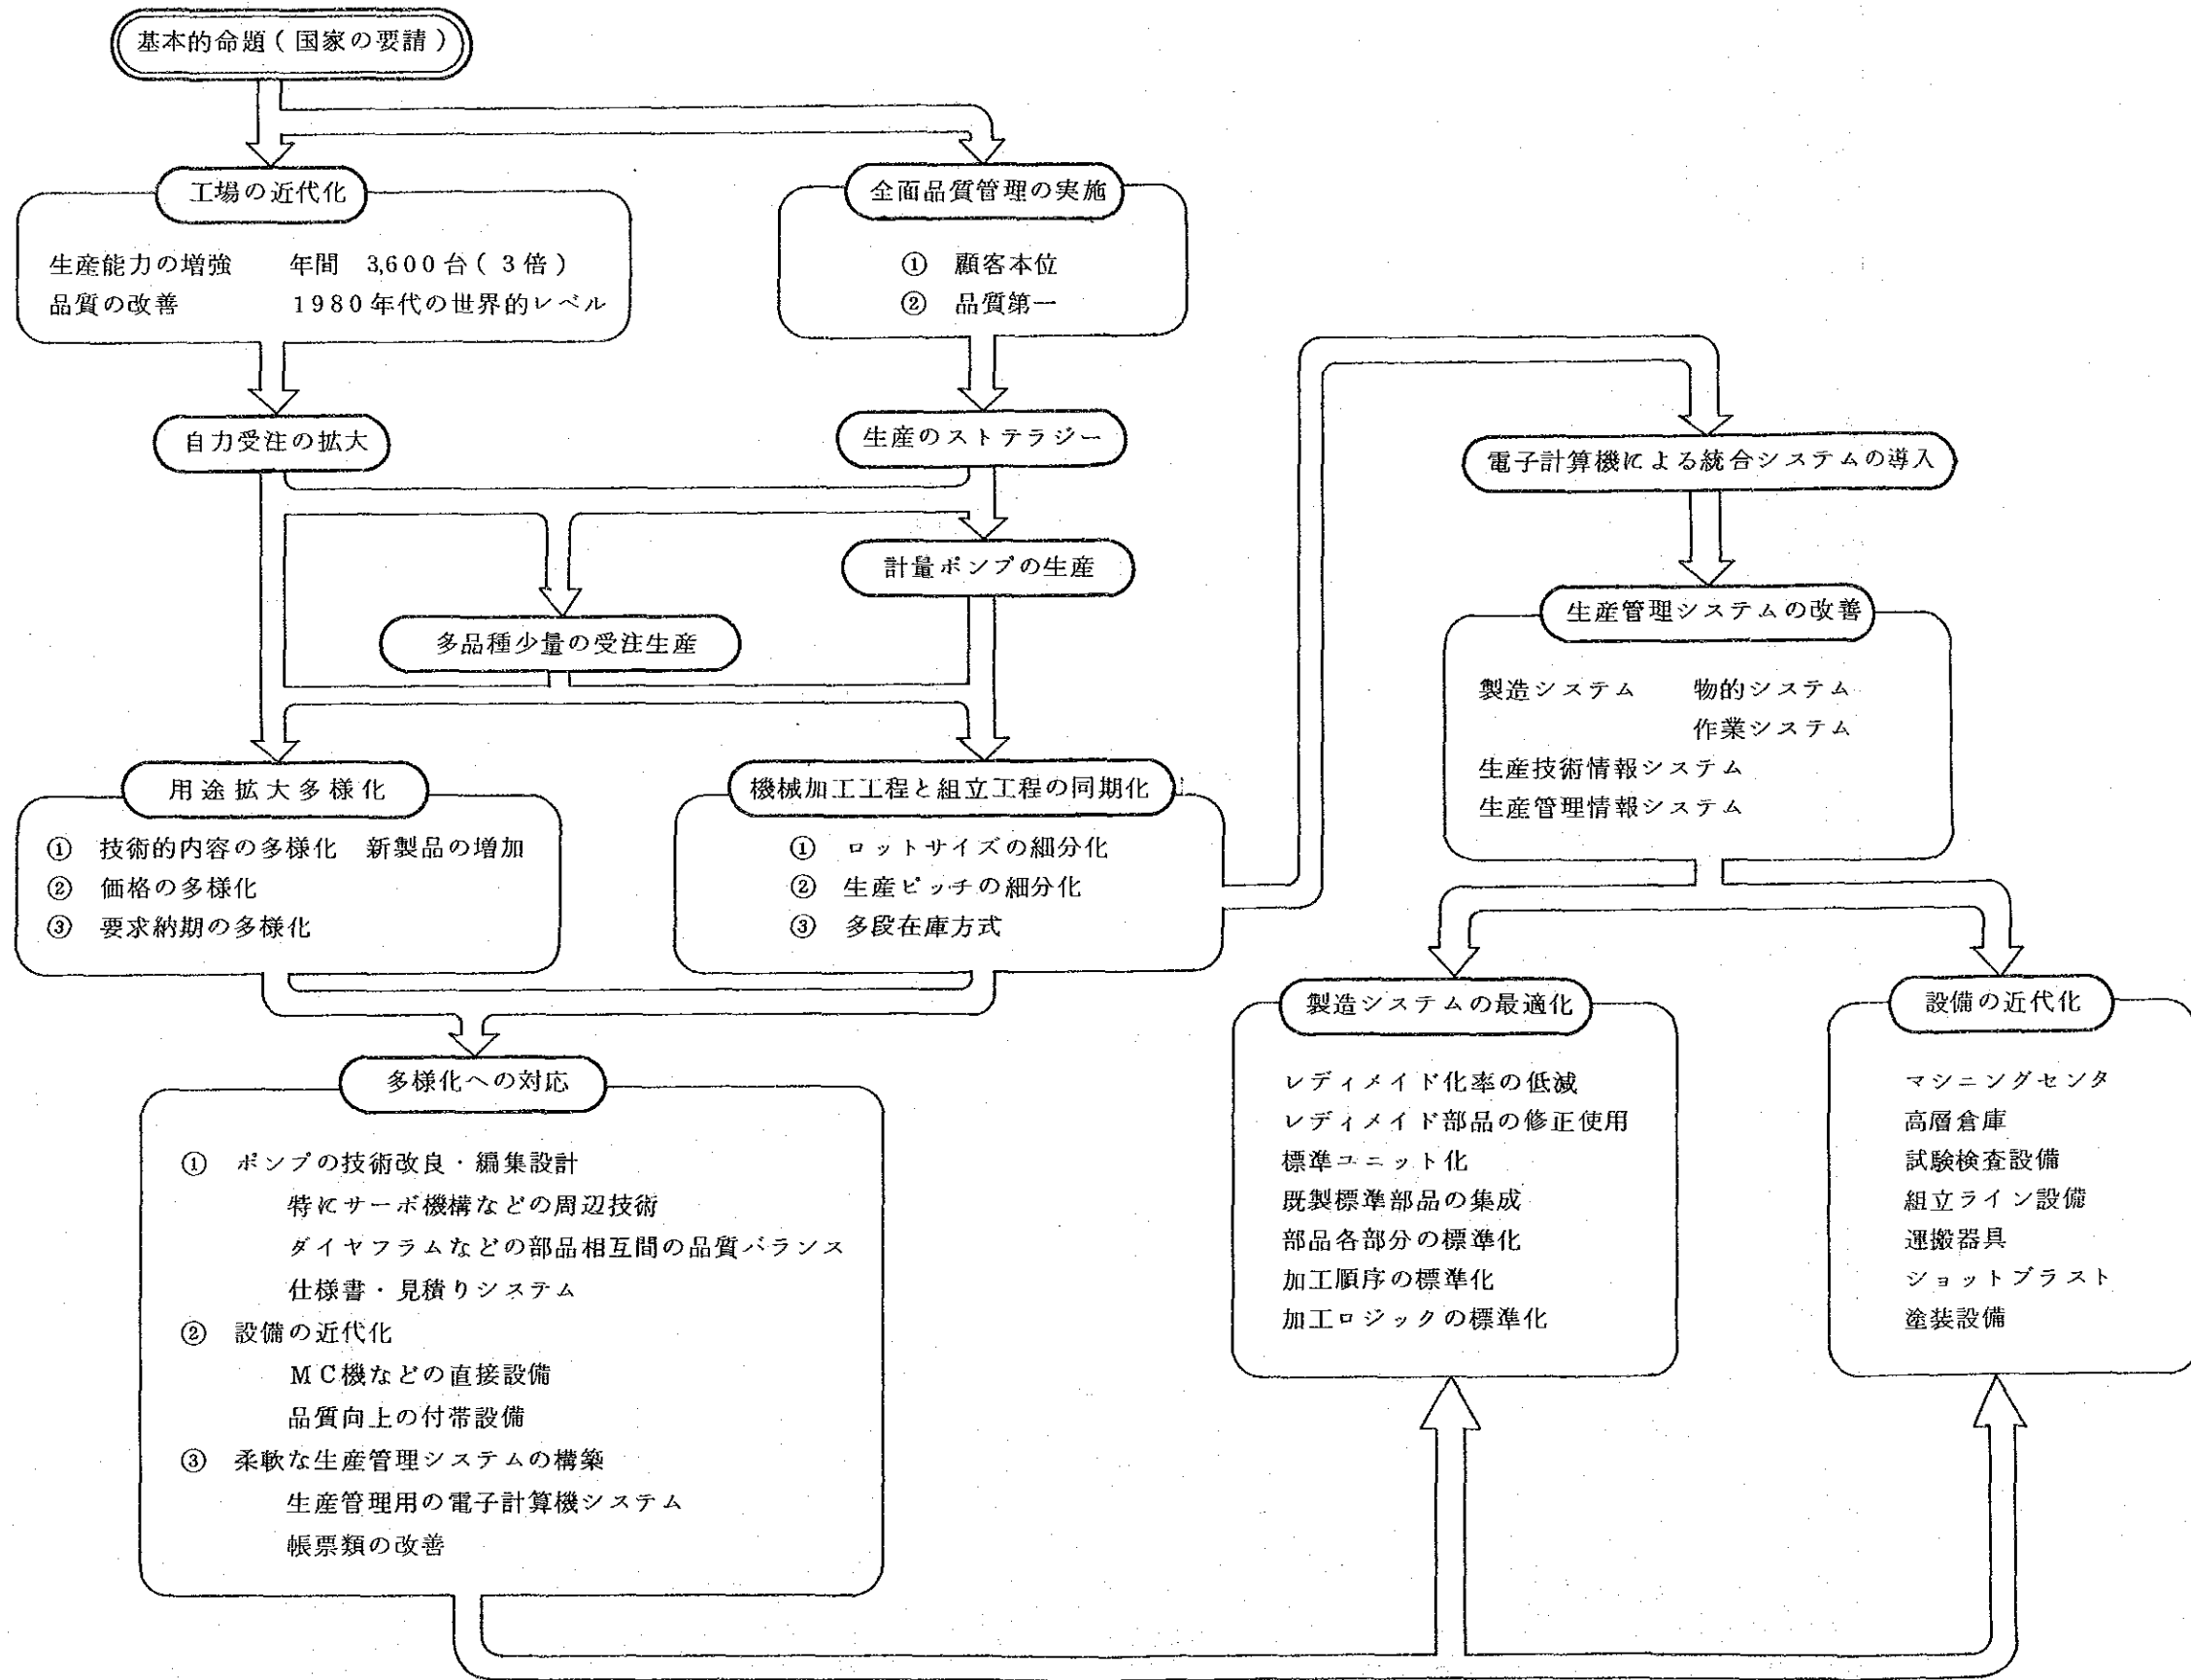 基本的命題(国家の要請)
工場の近代化
生産能力の増強 年間 3,600台(3倍)
品質の改善 1980年代の世界的レベル
全面品質管理の実施
① 顧客本位
② 品質第一
自力受注の拡大
生産のストテラジー
計量ポンプの生産
多品種少量の受注生産
用途拡大多様化
① 技術的内容の多様化 新製品の増加
② 価格の多様化
③ 要求納期の多様化
機械加工工程と組立工程の同期化
① ロットサイズの細分化
② 生産ピッチの細分化
③ 多段在庫方式
多様化への対応
① ポンプの技術改良・編集設計
特にサーボ機構などの周辺技術
ダイヤフラムなどの部品相互間の品質バランス
仕様書・見積りシステム
② 設備の近代化
MC機などの直接設備
品質向上の付帯設備
③ 柔軟な生産管理システムの構築
生産管理用の電子計算機システム
帳票類の改善
電子計算機による統合システムの導入
生産管理システムの改善
製造システム 物的システム
作業システム
生産技術情報システム
生産管理情報システム
製造システムの最適化
レディメイド化率の低減
レディメイド部品の修正使用
標準ユニット化
既製標準部品の集成
部品各部分の標準化
加工順序の標準化
加工ロジックの標準化
設備の近代化
マシニングセンタ
高層倉庫
試験検査設備
組立ライン設備
運搬器具
ショットブラスト
塗装設備